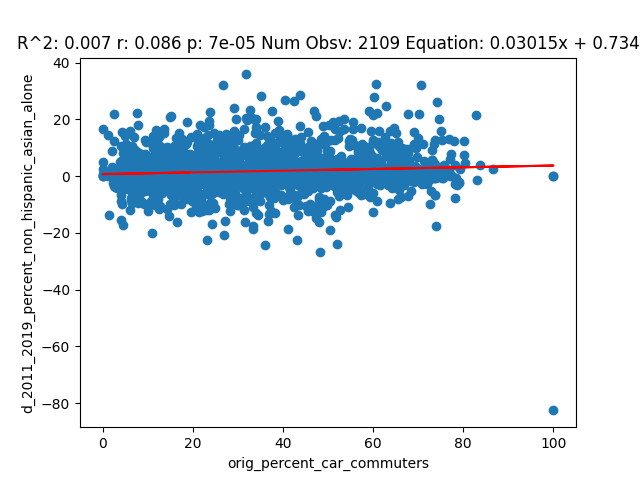 R^2: 0.007 r: 0.086 p: 7e-05 Num Obsv: 2109 Equation: 0.03015x + 0.734
40
20
0
−20
−40
−60
−80
d_2011_2019_percent_non_hispanic_asian_alone
0 20 40 60 80 100
orig_percent_car_commuters